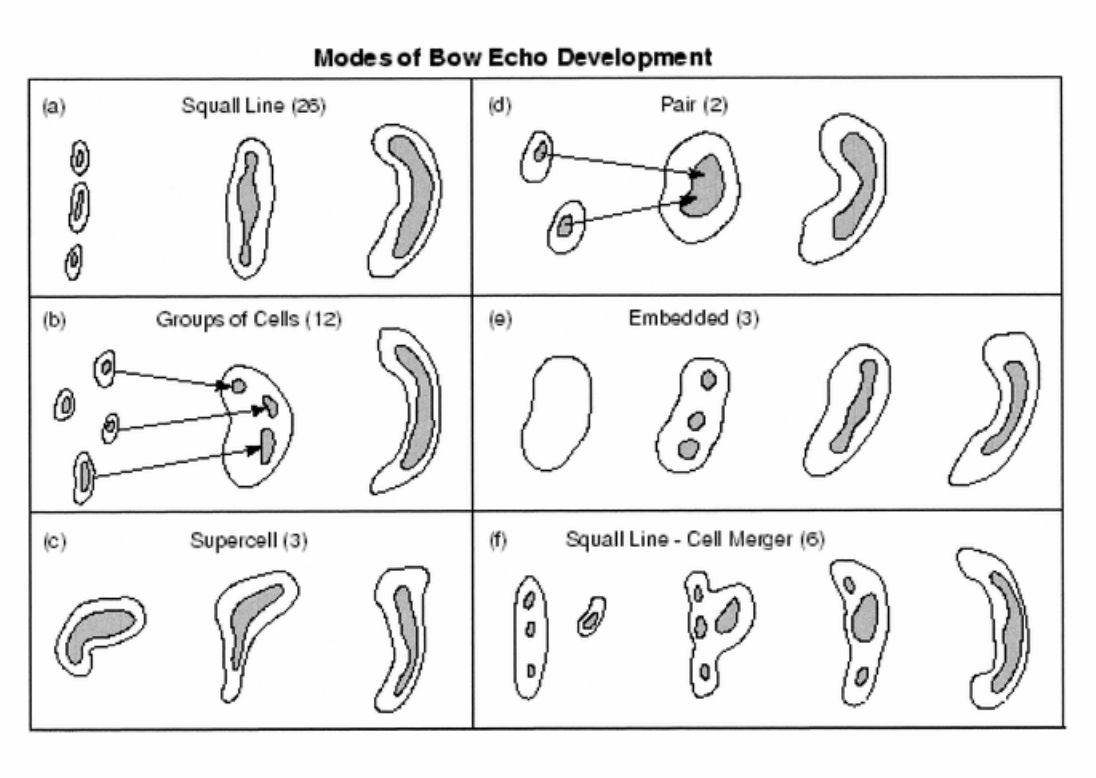 Modes of Bow Echo Development
(a) Squall Line (26)
(d) Pair (2)
(b) Groups of Cells (12)
(e) Embedded (3)
(c) Supercell (3)
(f) Squall Line - Cell Merger (6)